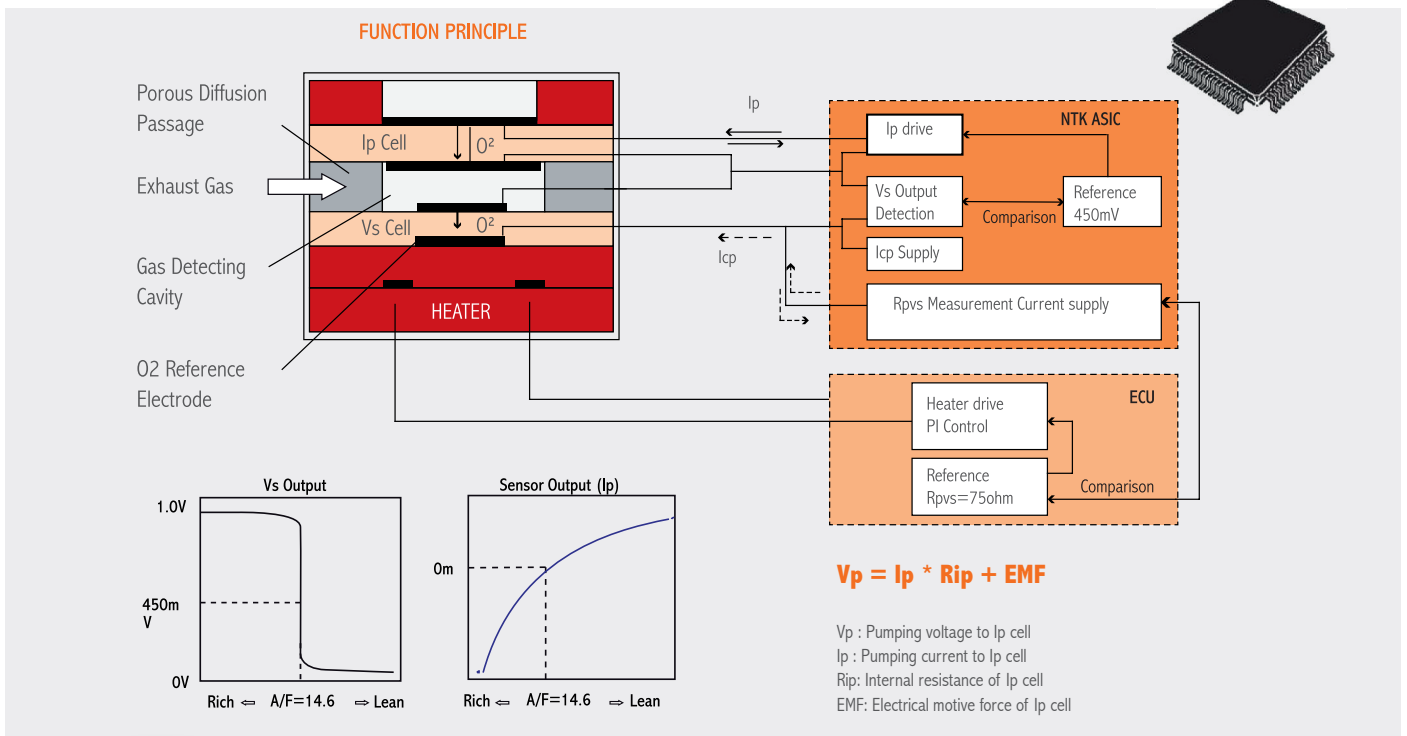 FUNCTION PRINCIPLE
Porous Diffusion
Passage
Exhaust Gas
Gas Detecting
Cavity
O2 Reference
Electrode
Ip Cell
O²
Vs Cell
O²
HEATER
Ip
Icp
NTK ASIC
Ip drive
Vs Output
Detection
Comparison
Reference
450mV
Icp Supply
Rpvs Measurement Current supply
ECU
Heater drive
PI Control
Reference
Rpvs=75ohm
Comparison
Vs Output
1.0V
450m
V
0V
Rich ⇐ A/F=14.6 ⇒ Lean
Sensor Output (Ip)
0m
Rich ⇐ A/F=14.6 ⇒ Lean
Vp = Ip * Rip + EMF
Vp : Pumping voltage to Ip cell
Ip : Pumping current to Ip cell
Rip: Internal resistance of Ip cell
EMF: Electrical motive force of Ip cell